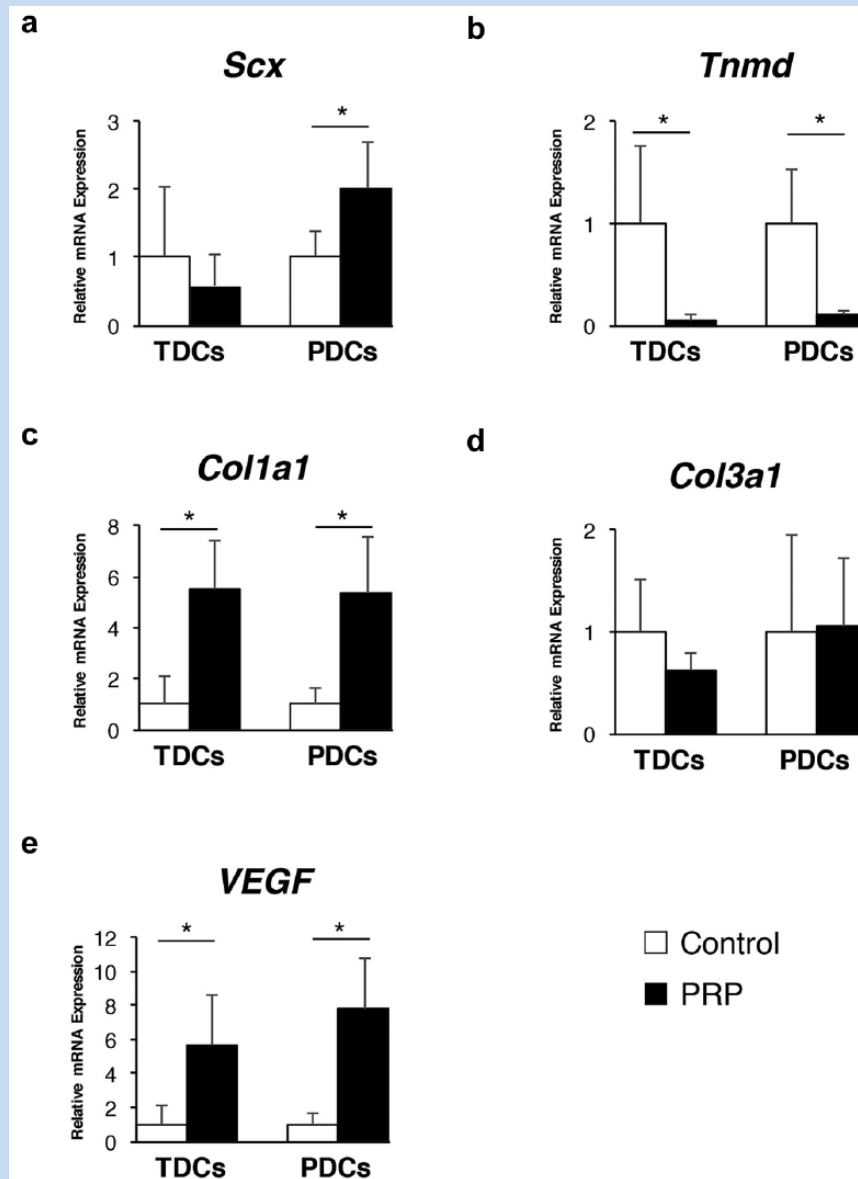 a
Scx
*
3
2
1
0
Relative mRNA Expression
TDCs PDCs
b
Tnmd
* *
2
1
0
Relative mRNA Expression
TDCs PDCs
c
Col1a1
* *
8
6
4
2
0
Relative mRNA Expression
TDCs PDCs
d
Col3a1
2
1
0
Relative mRNA Expression
TDCs PDCs
e
VEGF
* *
12
10
8
6
4
2
0
Relative mRNA Expression
TDCs PDCs
Control
PRP